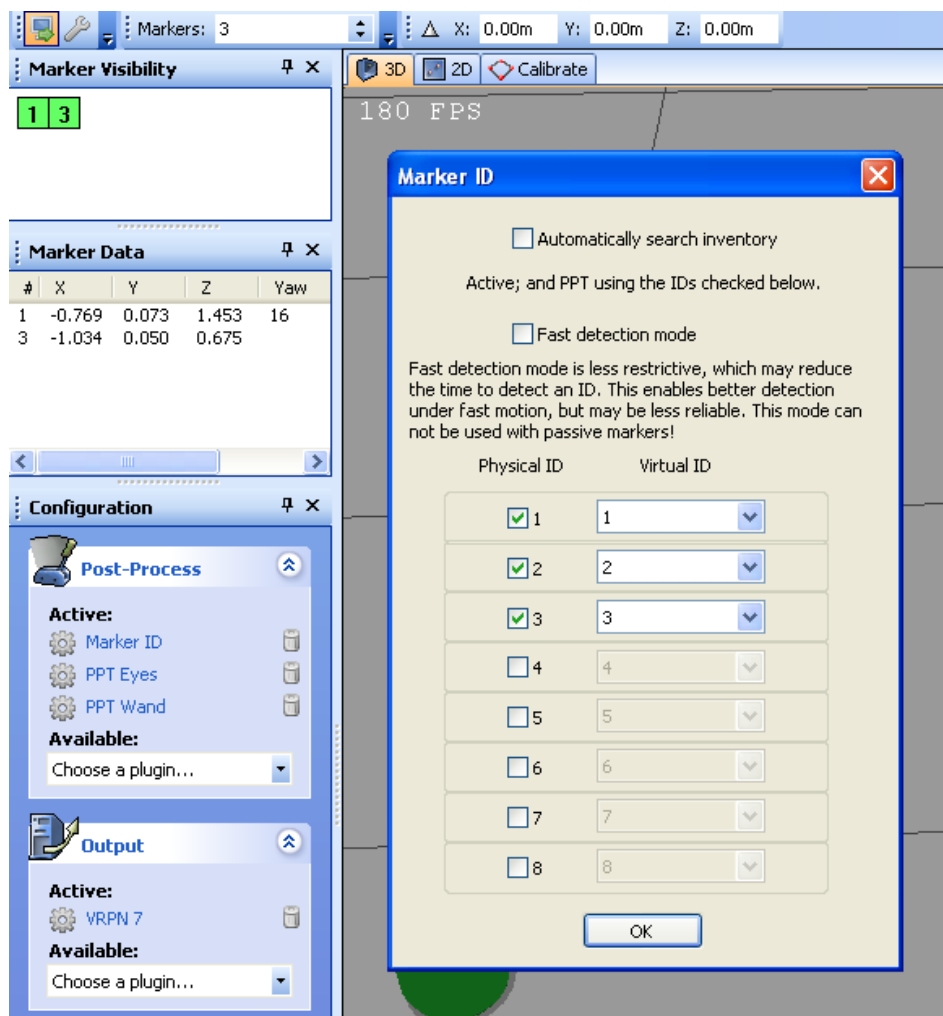 Markers: 3
Δ X: 0.00m Y: 0.00m Z: 0.00m
Marker Visibility
1 3
Marker Data
# X Y Z Yaw
1 -0.769 0.073 1.453 16
3 -1.034 0.050 0.675
Configuration
Post-Process
Active:
Marker ID
PPT Eyes
PPT Wand
Available:
Choose a plugin...
Output
Active:
VRPN 7
Available:
Choose a plugin...
3D 2D Calibrate
180 FPS
Marker ID
Automatically search inventory
Active; and PPT using the IDs checked below.
Fast detection mode
Fast detection mode is less restrictive, which may reduce
the time to detect an ID. This enables better detection
under fast motion, but may be less reliable. This mode can
not be used with passive markers!
Physical ID Virtual ID
1 1
2 2
3 3
4 4
5 5
6 6
7 7
8 8
OK